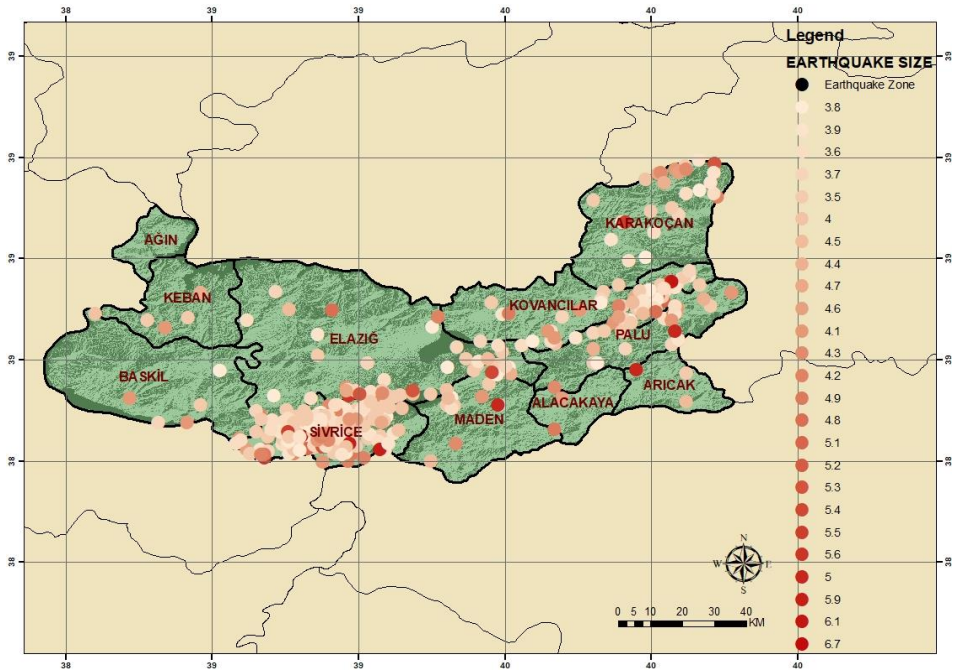 38 39 39 40 40 40
Legend
EARTHQUAKE SIZE
Earthquake Zone
3.8
3.9
3.6
3.7
3.5
4
4.5
4.4
4.7
4.6
4.1
4.3
4.2
4.9
4.8
5.1
5.2
5.3
5.4
5.5
5.6
5
5.9
6.1
6.7
39 39
39 39
39 39
39 39
38 38
38 38
KARAKOÇAN
AĞIN
KEBAN
KOVANCILAR
ELAZIĞ
PALU
BASKİL
ARICAK
ALACAKAYA
MADEN
SİVRİCE
N
W E
S
0 5 10 20 30 40
KM
38 39 39 40 40 40